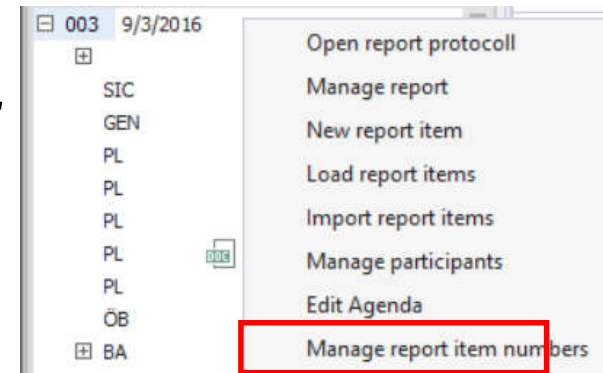 003 9/3/2016
SIC
GEN
PL
PL
PL
PL DOC
PL
ÖB
BA
Open report protocoll
Manage report
New report item
Load report items
Import report items
Manage participants
Edit Agenda
Manage report item numbers